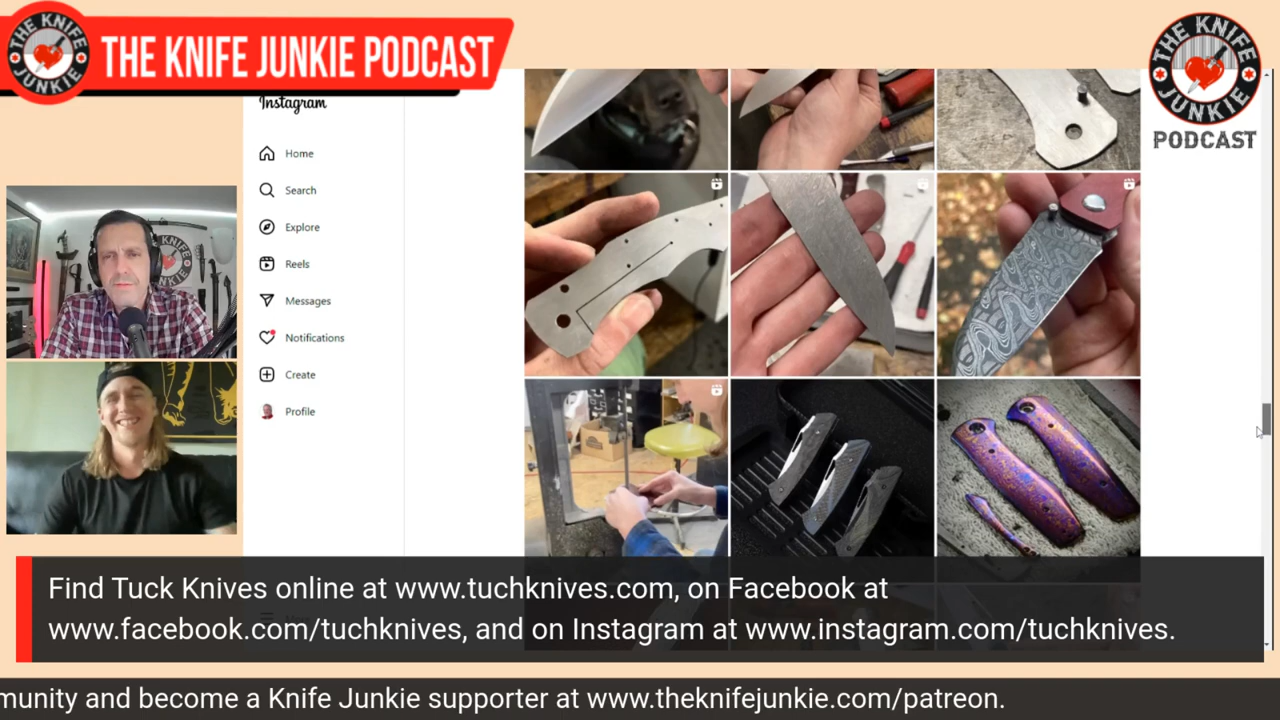 THE KNIFE JUNKIE
THE KNIFE JUNKIE PODCAST
THE KNIFE JUNKIE
PODCAST
Instagram
Home
Search
Explore
Reels
Messages
Notifications
Create
Profile
Find Tuck Knives online at www.tuchknives.com, on Facebook at
www.facebook.com/tuchknives, and on Instagram at www.instagram.com/tuchknives.
munity and become a Knife Junkie supporter at www.theknifejunkie.com/patreon.